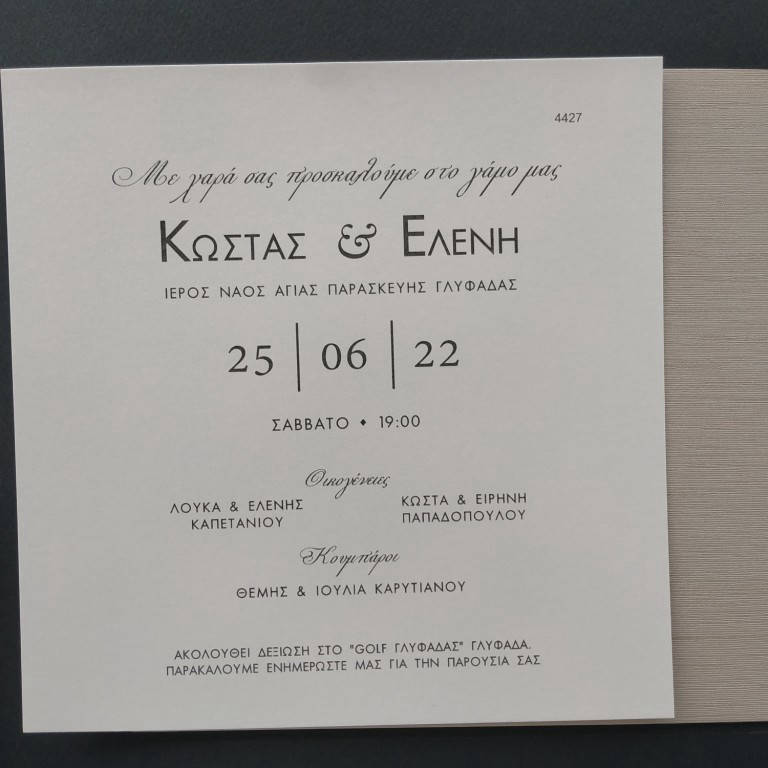 4427
Με χαρά σας προσκαλούμε στο γάμο μας
ΚΩΣΤΑΣ & ΕΛΕΝΗ
ΙΕΡΟΣ ΝΑΟΣ ΑΓΙΑΣ ΠΑΡΑΣΚΕΥΗΣ ΓΛΥΦΑΔΑΣ
25 | 06 | 22
ΣΑΒΒΑΤΟ • 19:00
Οικογένειες
ΛΟΥΚΑ & ΕΛΕΝΗΣ
ΚΑΠΕΤΑΝΙΟΥ
ΚΩΣΤΑ & ΕΙΡΗΝΗ
ΠΑΠΑΔΟΠΟΥΛΟΥ
Κουμπάροι
ΘΕΜΗΣ & ΙΟΥΛΙΑ ΚΑΡΥΤΙΑΝΟΥ
ΑΚΟΛΟΥΘΕΙ ΔΕΞΙΩΣΗ ΣΤΟ "GOLF ΓΛΥΦΑΔΑΣ" ΓΛΥΦΑΔΑ.
ΠΑΡΑΚΑΛΟΥΜΕ ΕΝΗΜΕΡΩΣΤΕ ΜΑΣ ΓΙΑ ΤΗΝ ΠΑΡΟΥΣΙΑ ΣΑΣ